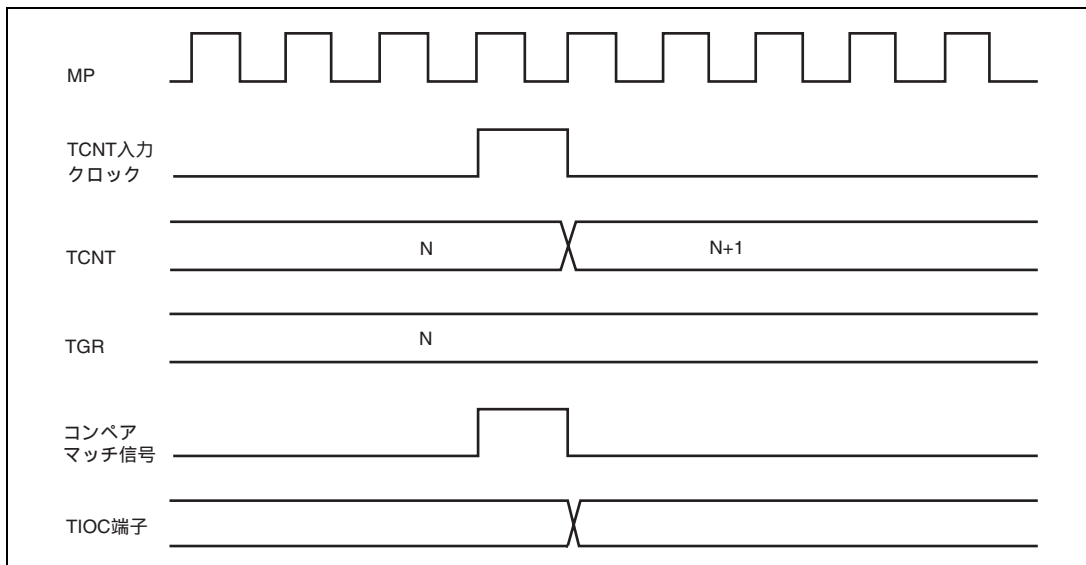 MP
TCNT入力
クロック
TCNT
N
N+1
TGR
N
コンペア
マッチ信号
TIOC端子